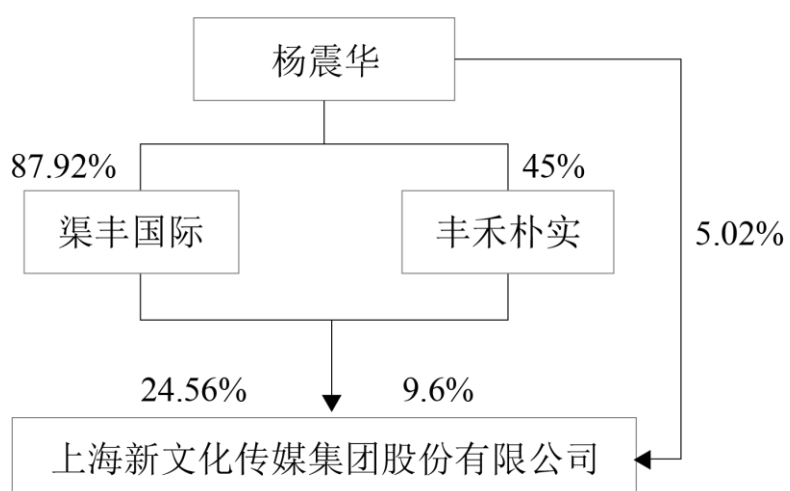 杨震华
87.92%
45%
渠丰国际
丰禾朴实
5.02%
24.56%
9.6%
上海新文化传媒集团股份有限公司